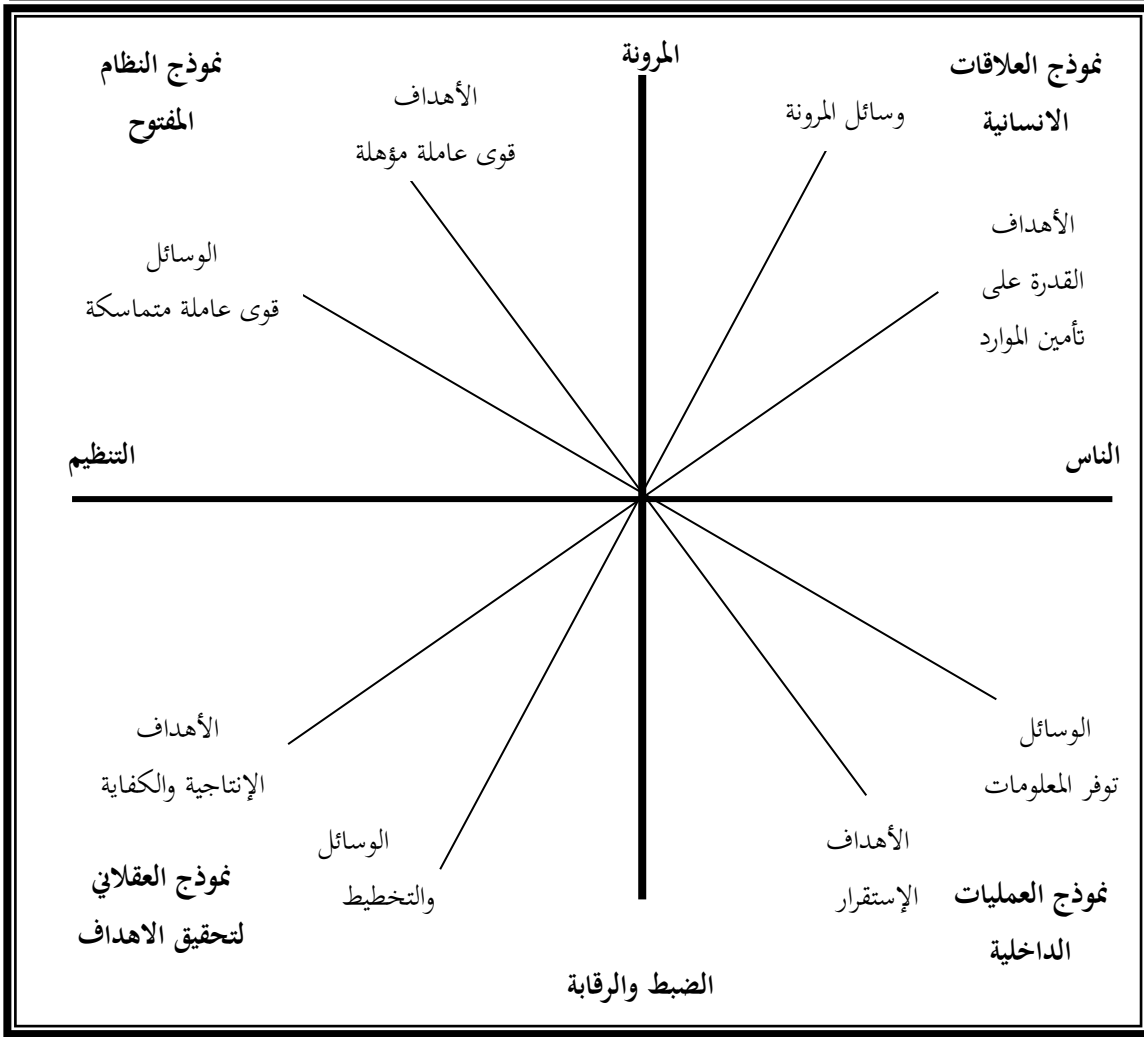 المرونة
نموذج العلاقات
الانسانية
وسائل المرونة
الأهداف
القدرة على
تأمين الموارد
الأهداف
قوى عاملة مؤهلة
نموذج النظام
المفتوح
الوسائل
قوى عاملة متماسكة
الناس
التنظيم
الوسائل
توفر المعلومات
الأهداف
الإستقرار
نموذج العمليات
الداخلية
الأهداف
الإنتاجية والكفاية
الوسائل
والتخطيط
نموذج العقلاني
لتحقيق الاهداف
الضبط والرقابة